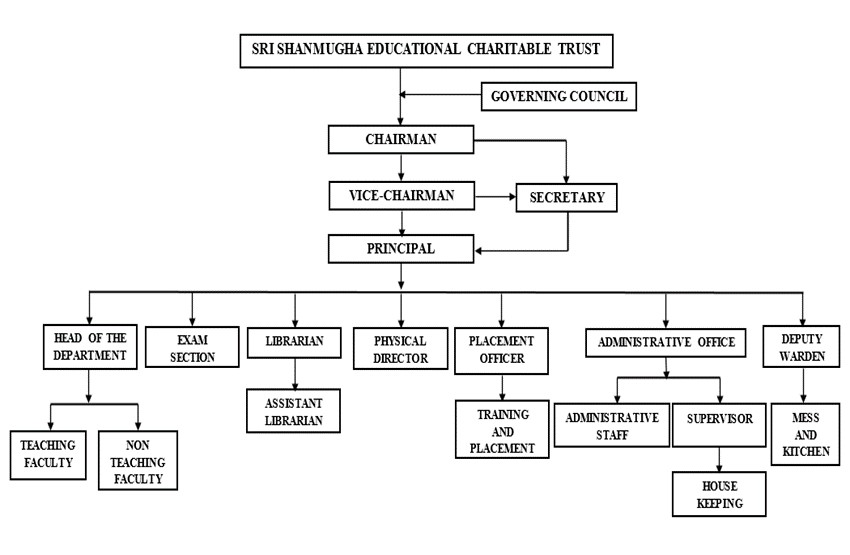 SRI SHANMUGHA EDUCATIONAL CHARITABLE TRUST
GOVERNING COUNCIL
CHAIRMAN
VICE-CHAIRMAN
SECRETARY
PRINCIPAL
HEAD OF THE
DEPARTMENT
EXAM
SECTION
LIBRARIAN
PHYSICAL
DIRECTOR
PLACEMENT
OFFICER
ADMINISTRATIVE OFFICE
DEPUTY
WARDEN
ASSISTANT
LIBRARIAN
TRAINING
AND
PLACEMENT
ADMINISTRATIVE
STAFF
SUPERVISOR
MESS
AND
KITCHEN
TEACHING
FACULTY
NON
TEACHING
FACULTY
HOUSE
KEEPING